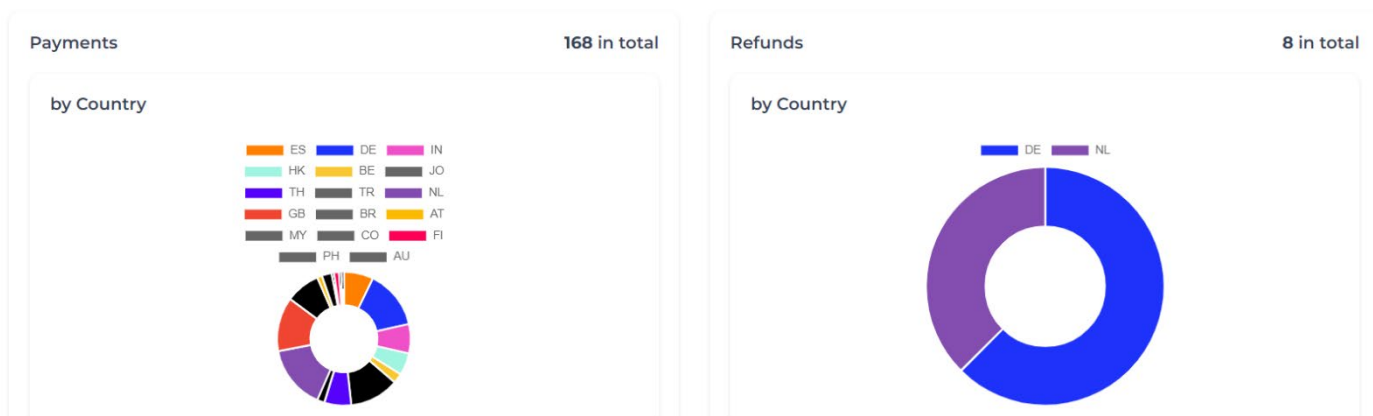 Payments 168 in total
by Country
ES DE IN
HK BE JO
TH TR NL
GB BR AT
MY CO FI
PH AU
Refunds 8 in total
by Country
DE NL